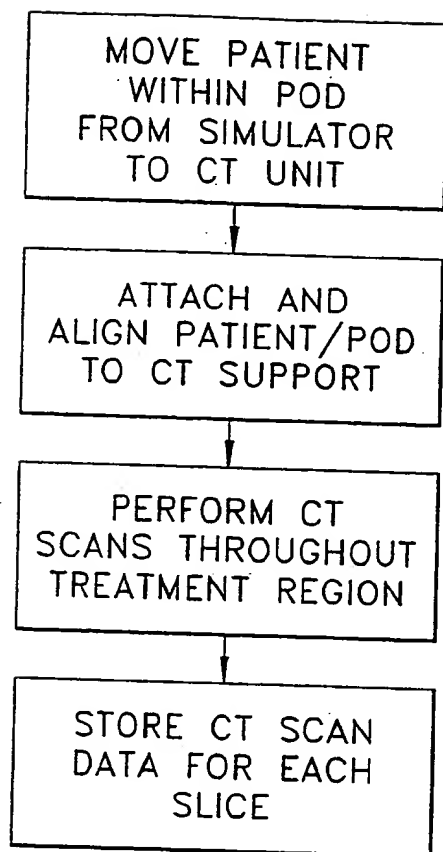 MOVE PATIENT
WITHIN POD
FROM SIMULATOR
TO CT UNIT
ATTACH AND
ALIGN PATIENT/POD
TO CT SUPPORT
PERFORM CT
SCANS THROUGHOUT
TREATMENT REGION
STORE CT SCAN
DATA FOR EACH
SLICE